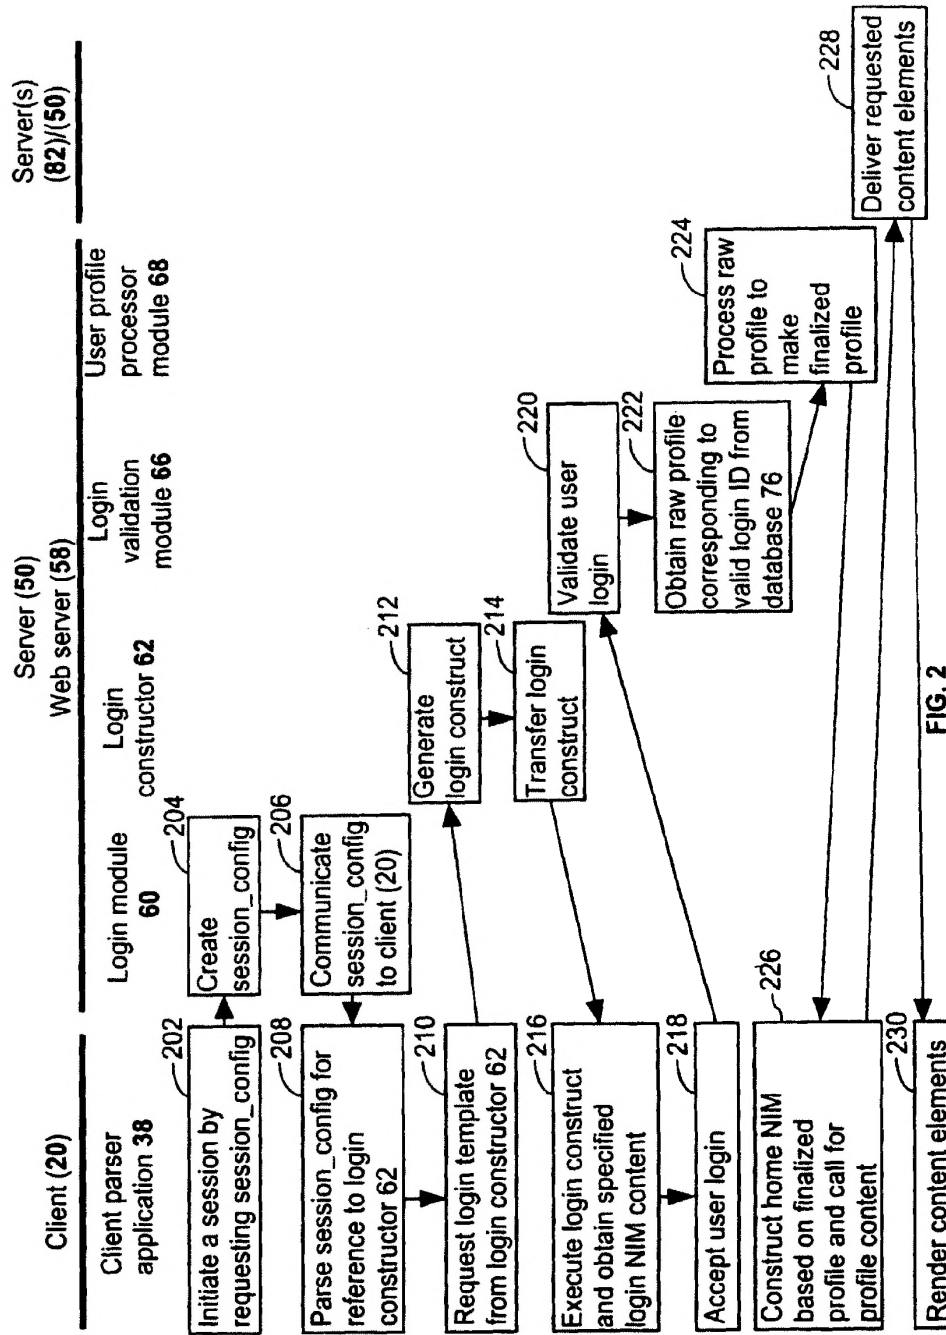 Client (20)
Client parser
application 38
Server (50)
Web server (58)
Login module
60
Login
constructor 62
Login
validation
module 66
User profile
processor
module 68
Server(s)
(82)/(50)
202
Initiate a session by
requesting session_config
204
Create
session_config
206
Communicate
session_config
to client (20)
208
Parse session_config for
reference to login
constructor 62
210
Request login template
from login constructor 62
212
Generate
login construct
214
Transfer login
construct
216
Execute login construct
and obtain specified
login NIM content
218
Accept user login
220
Validate user
login
222
Obtain raw profile
corresponding to
valid login ID from
database 76
224
Process raw
profile to
make
finalized
profile
226
Construct home NIM
based on finalized
profile and call for
profile content
228
Deliver requested
content elements
230
Render content elements
FIG. 2